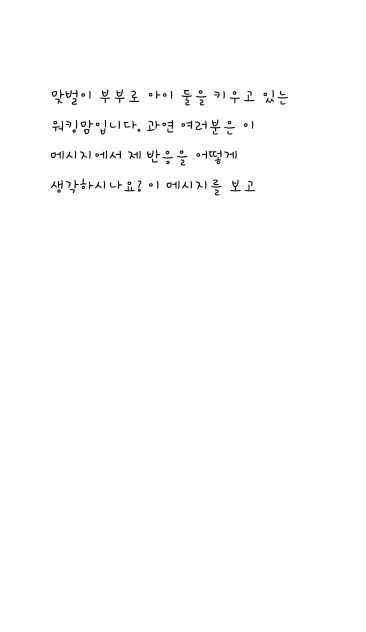 맞벌이 부부로 아이 둘을 키우고 있는
워킹맘입니다. 과연 여러분은 이
메시지에서 제 반응을 어떻게
생각하시나요? 이 메시지를 보고